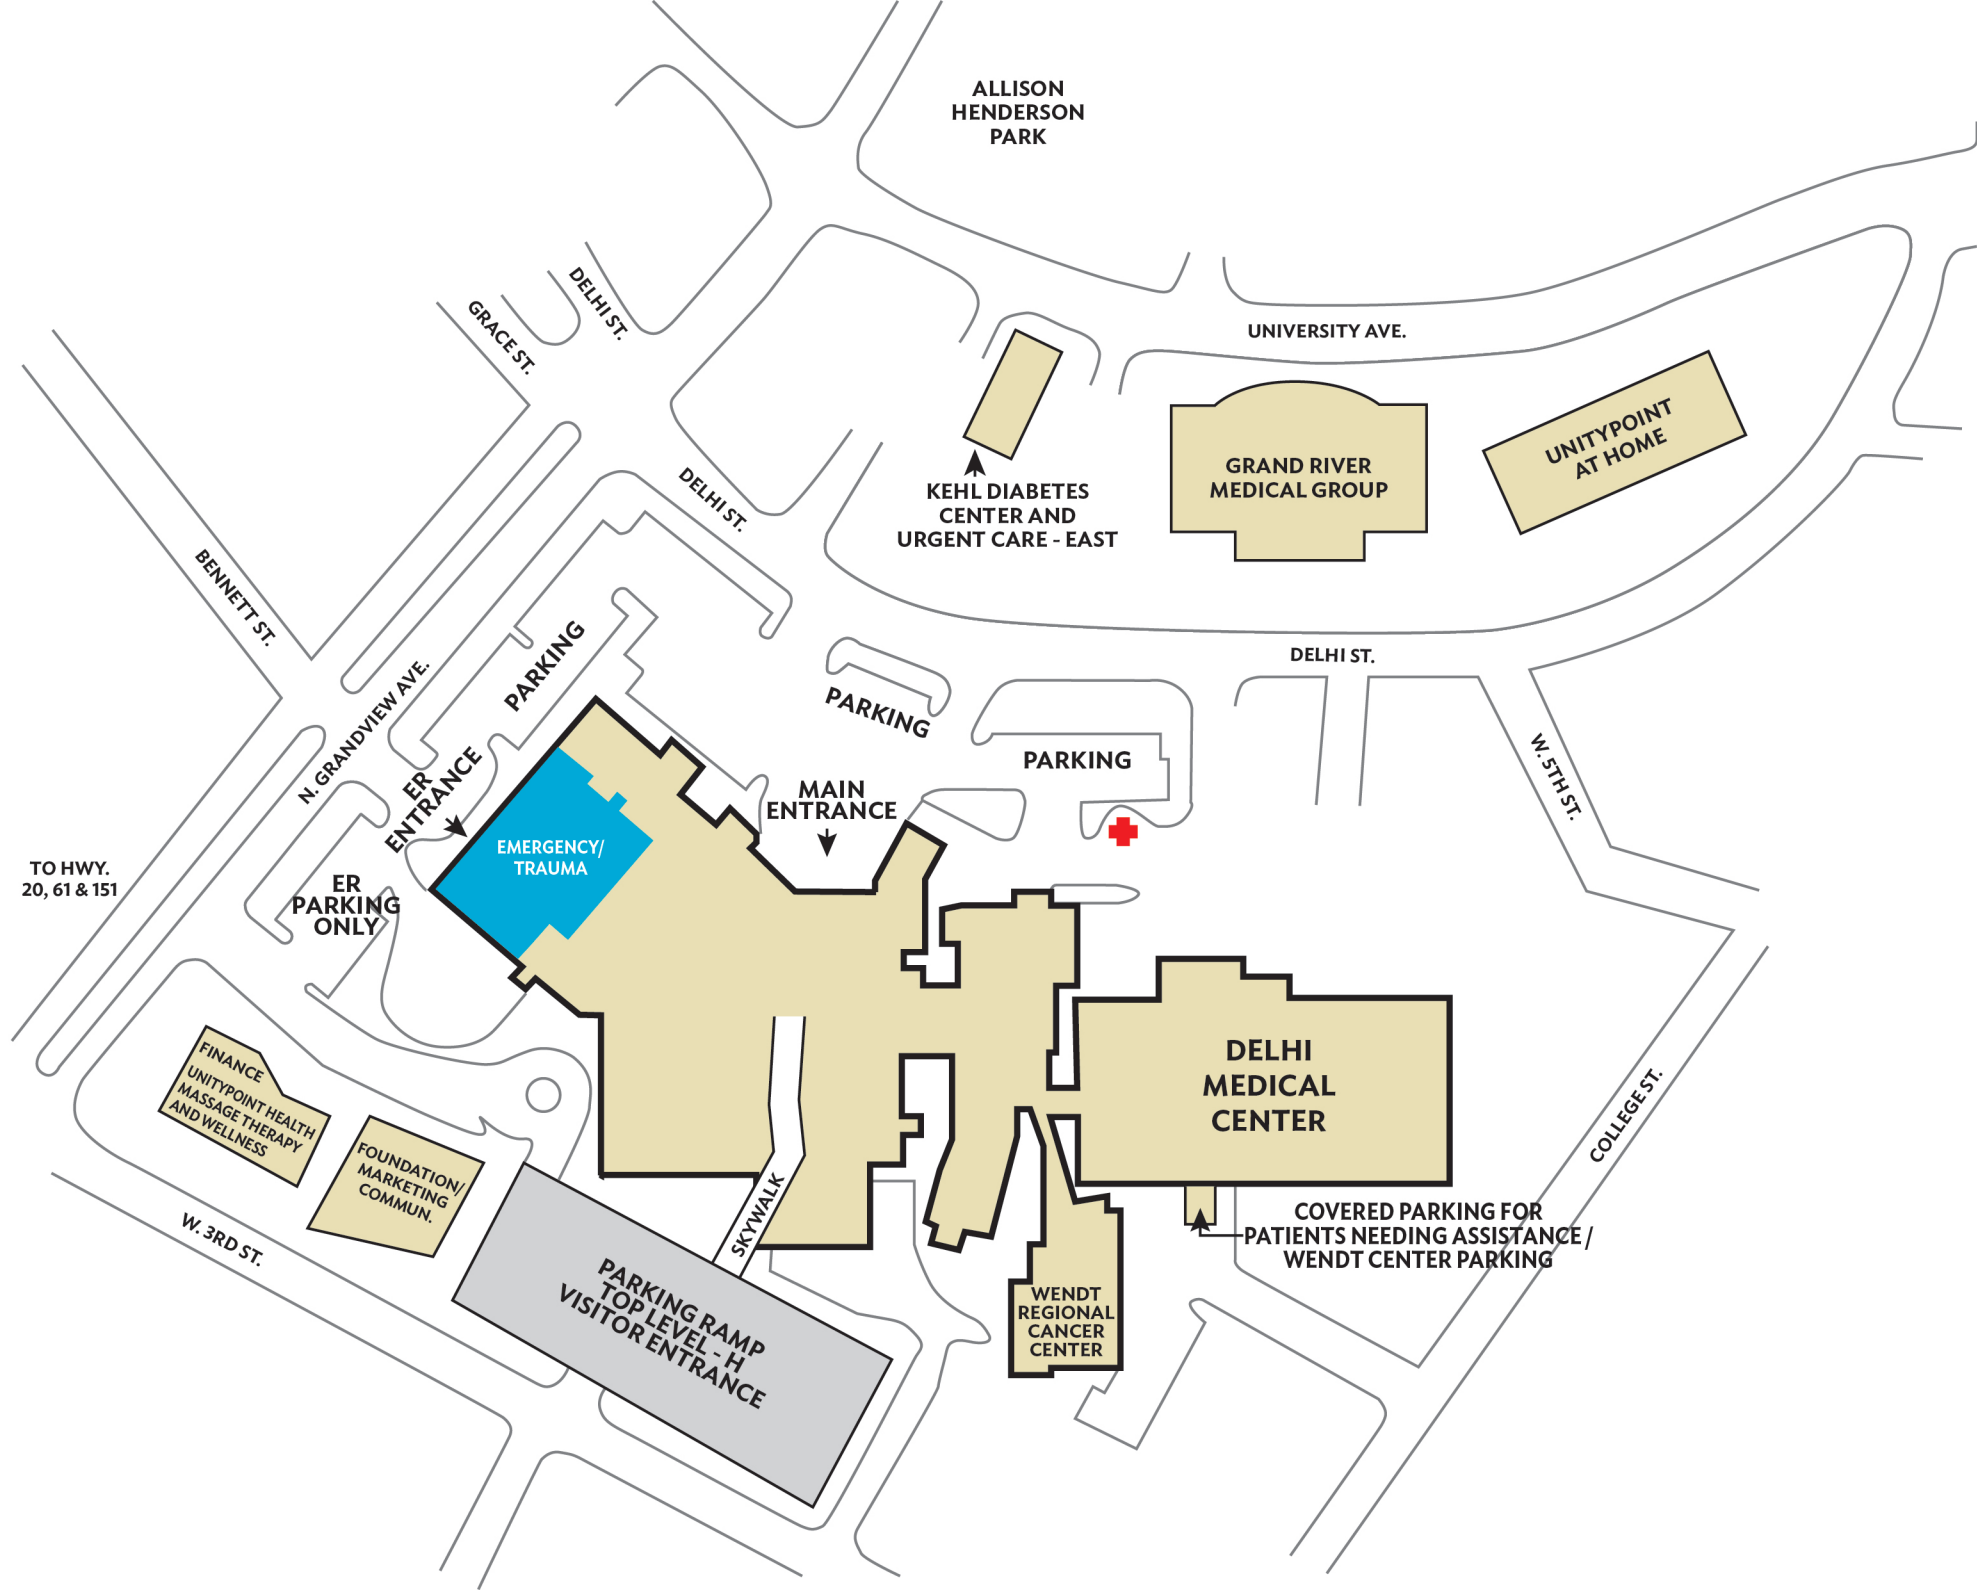 ALLISON
HENDERSON
PARK
DELHI ST.
GRACE ST.
UNIVERSITY AVE.
UNITYPOINT
AT HOME
GRAND RIVER
MEDICAL GROUP
DELHI ST.
KEHL DIABETES
CENTER AND
URGENT CARE - EAST
BENNETT ST.
PARKING
DELHI ST.
N. GRANDVIEW AVE.
PARKING
PARKING
W. 5TH ST.
ER
ENTRANCE
MAIN
ENTRANCE
EMERGENCY/
TRAUMA
TO HWY.
20, 61 & 151
ER
PARKING
ONLY
FINANCE
UNITYPOINT HEALTH
MASSAGE THERAPY
AND WELLNESS
DELHI
MEDICAL
CENTER
COLLEGE ST.
FOUNDATION/
MARKETING
COMMUN.
SKYWALK
COVERED PARKING FOR
PATIENTS NEEDING ASSISTANCE/
WENDT CENTER PARKING
W. 3RD ST.
PARKING RAMP
TOP LEVEL - H
VISITOR ENTRANCE
WENDT
REGIONAL
CANCER
CENTER